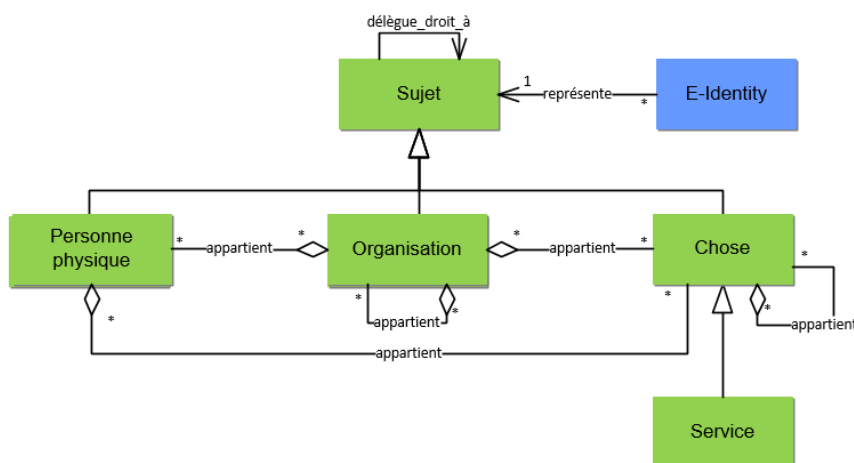 délègue_droit_à
Sujet
1
représente
*
E-Identity
Personne
physique
*
appartient
*
Organisation
*
appartient
*
Chose
*
*
*
appartient
*
*
*
appartient
appartient
Service